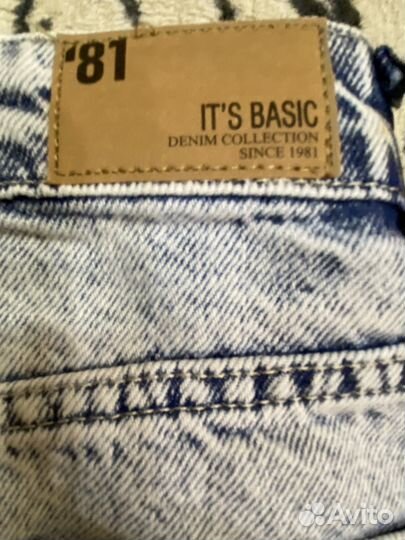 '81
IT'S BASIC
DENIM COLLECTION
SINCE 1981
Avito